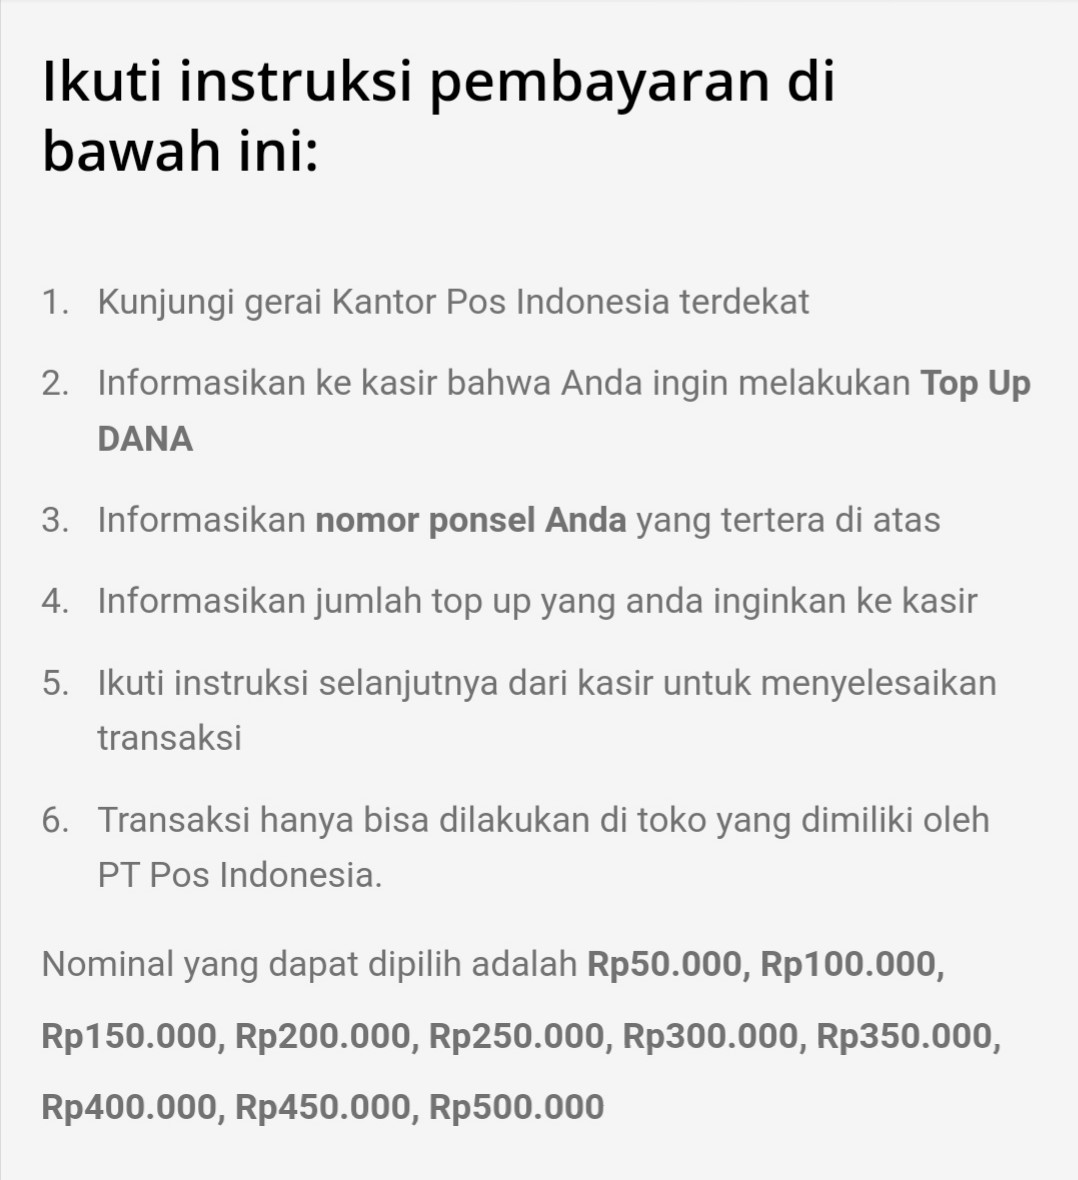 Ikuti instruksi pembayaran di
bawah ini:
1. Kunjungi gerai Kantor Pos Indonesia terdekat
2. Informasikan ke kasir bahwa Anda ingin melakukan Top Up
DANA
3. Informasikan nomor ponsel Anda yang tertera di atas
4. Informasikan jumlah top up yang anda inginkan ke kasir
5. Ikuti instruksi selanjutnya dari kasir untuk menyelesaikan
transaksi
6. Transaksi hanya bisa dilakukan di toko yang dimiliki oleh
PT Pos Indonesia.
Nominal yang dapat dipilih adalah Rp50.000, Rp100.000,
Rp150.000, Rp200.000, Rp250.000, Rp300.000, Rp350.000,
Rp400.000, Rp450.000, Rp500.000